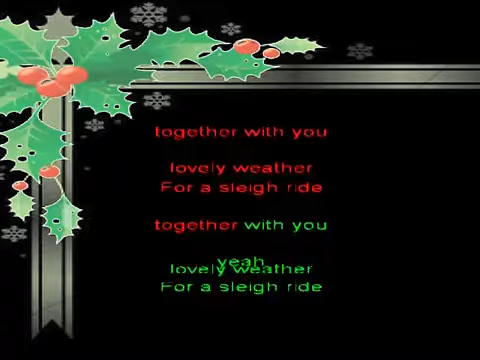 together with you
lovely weather
For a sleigh ride
together with you
yeah
lovely weather
For a sleigh ride